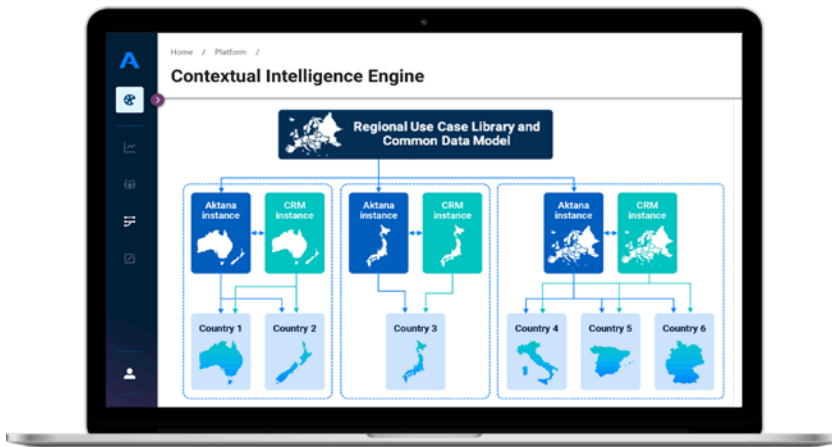 Home / Platform /
Contextual Intelligence Engine
Regional Use Case Library and
Common Data Model
Aktana
instance
CRM
instance
Aktana
instance
CRM
instance
Aktana
instance
CRM
instance
Country 1
Country 2
Country 3
Country 4
Country 5
Country 6